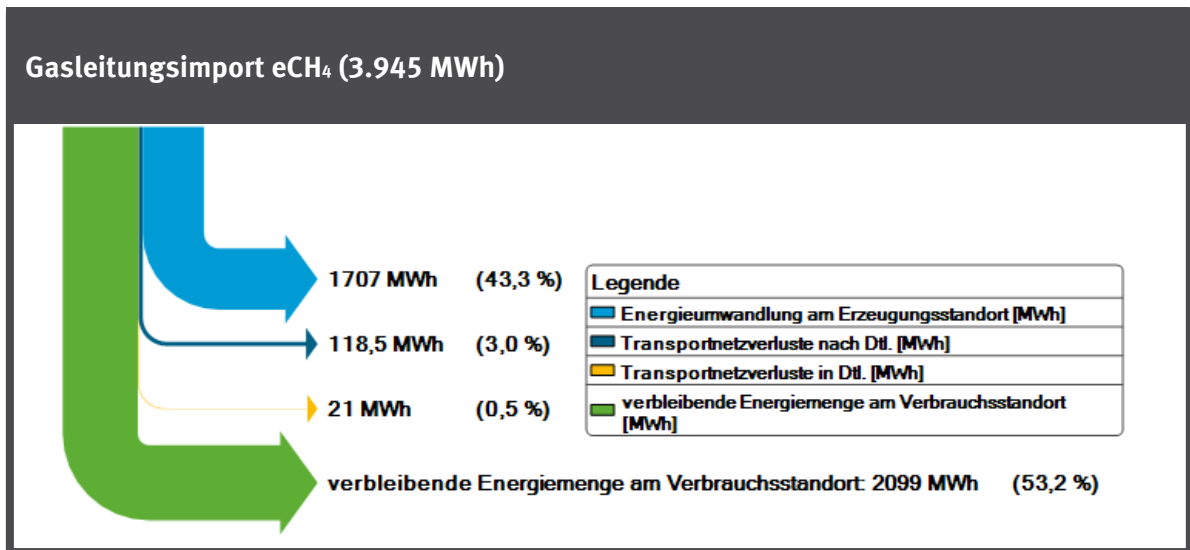 Gasleitungsimport eCH₄ (3.945 MWh)
1707 MWh (43,3 %)
118,5 MWh (3,0 %)
21 MWh (0,5 %)
Legende
Energieumwandlung am Erzeugungsstandort [MWh]
Transportnetzverluste nach Dtl. [MWh]
Transportnetzverluste in Dtl. [MWh]
verbleibende Energiemenge am Verbrauchsstandort
[MWh]
verbleibende Energiemenge am Verbrauchsstandort: 2099 MWh (53,2 %)